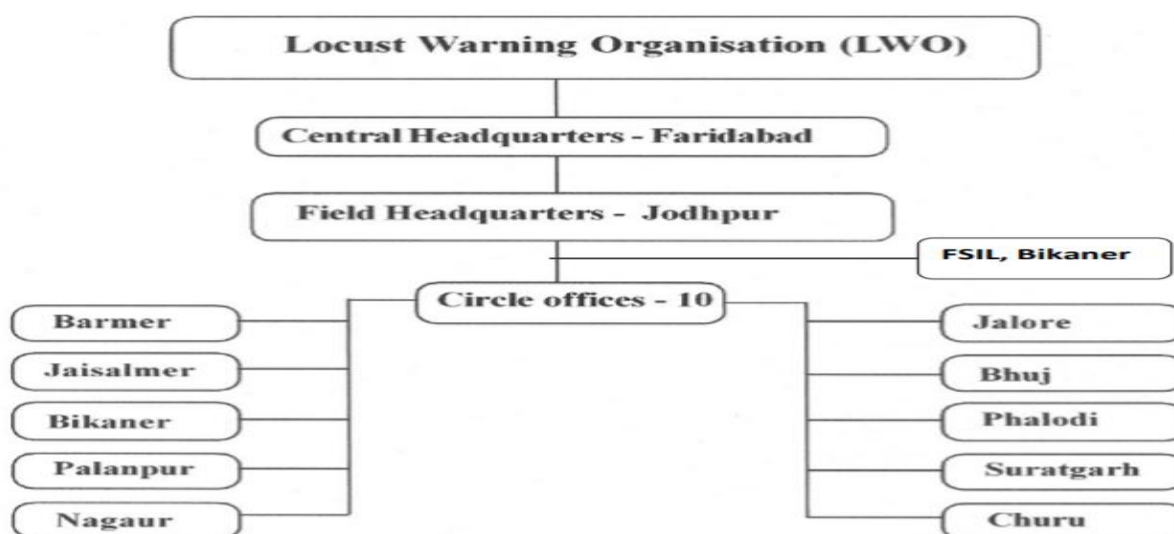 Locust Warning Organisation (LWO)
Central Headquarters - Faridabad
Field Headquarters - Jodhpur
FSIL, Bikaner
Circle offices - 10
Barmer
Jaisalmer
Bikaner
Palanpur
Nagaur
Jalore
Bhuj
Phalodi
Suratgarh
Churu